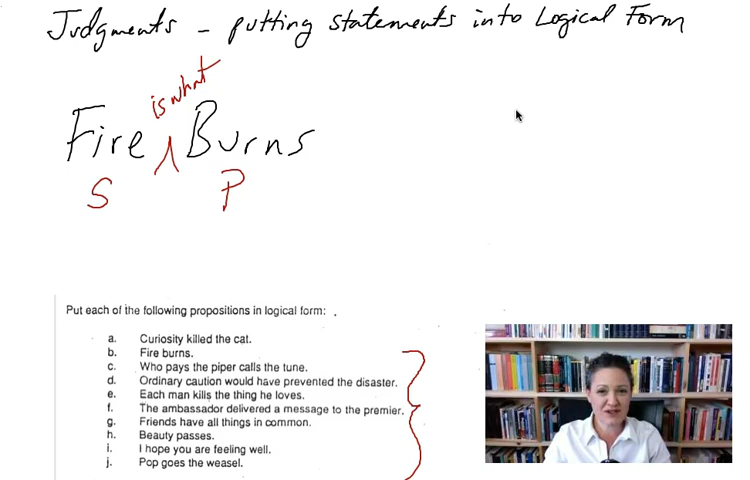 Judgments - putting statements into Logical Form
is what
Fire ∧ Burns
S P
Put each of the following propositions in logical form: .
a. Curiosity killed the cat.
b. Fire burns.
c. Who pays the piper calls the tune.
d. Ordinary caution would have prevented the disaster.
e. Each man kills the thing he loves.
f. The ambassador delivered a message to the premier.
g. Friends have all things in common.
h. Beauty passes.
i. I hope you are feeling well.
j. Pop goes the weasel.